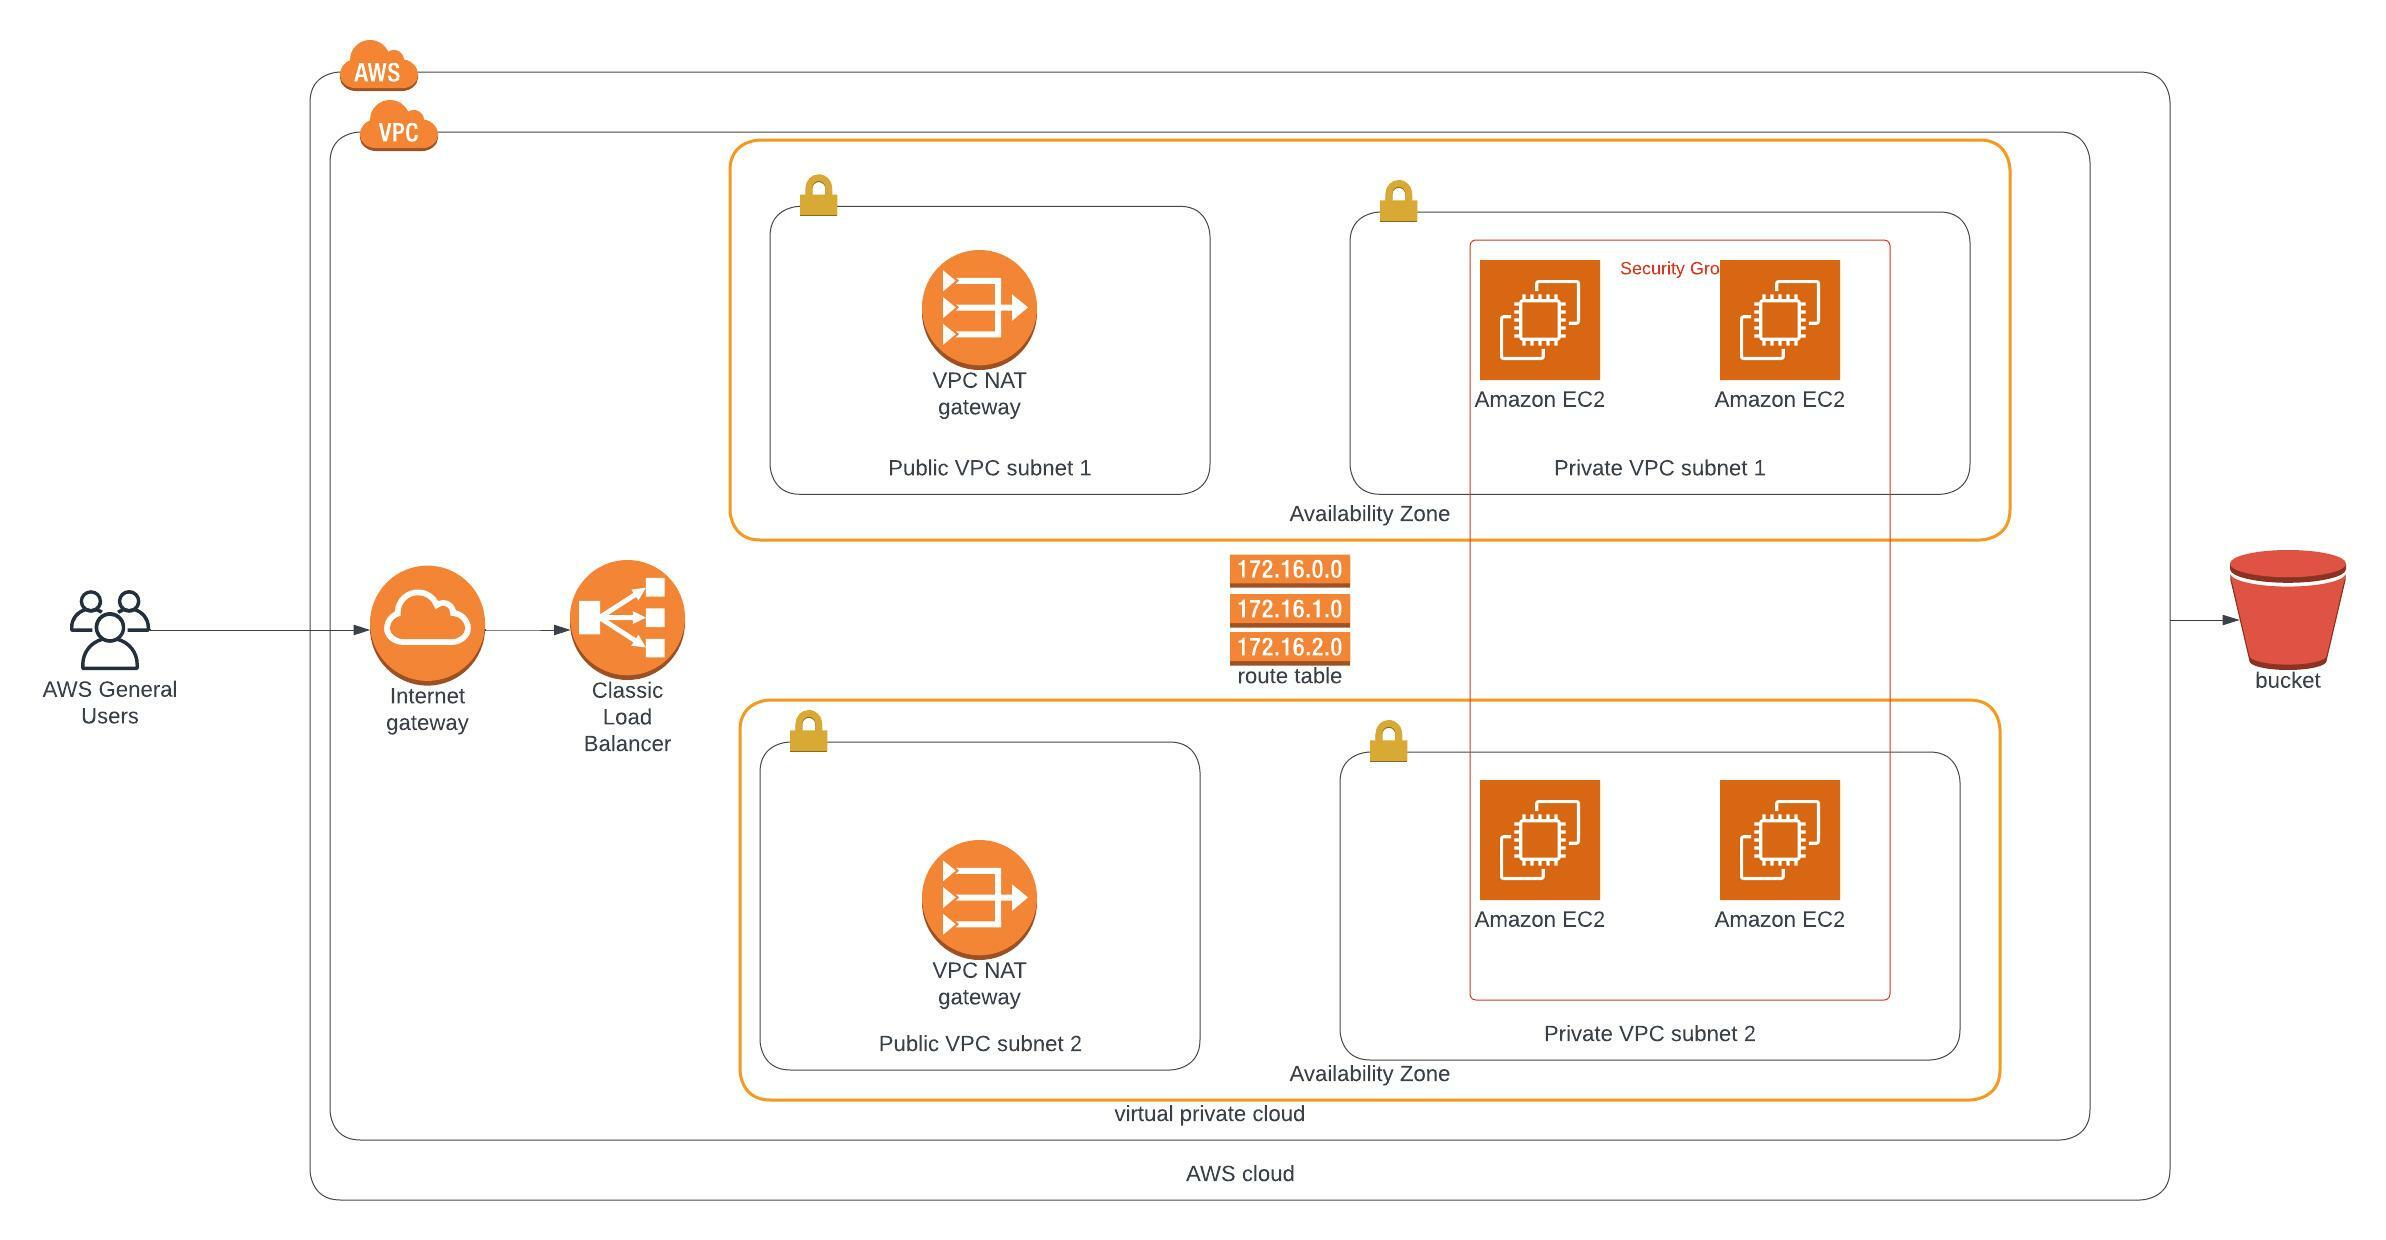 AWS
VPC
Security Gro
Amazon EC2
Amazon EC2
VPC NAT
gateway
Public VPC subnet 1
Private VPC subnet 1
Availability Zone
172.16.0.0
172.16.1.0
172.16.2.0
route table
AWS General
Users
Internet
gateway
Classic
Load
Balancer
bucket
Amazon EC2
Amazon EC2
VPC NAT
gateway
Public VPC subnet 2
Private VPC subnet 2
Availability Zone
virtual private cloud
AWS cloud